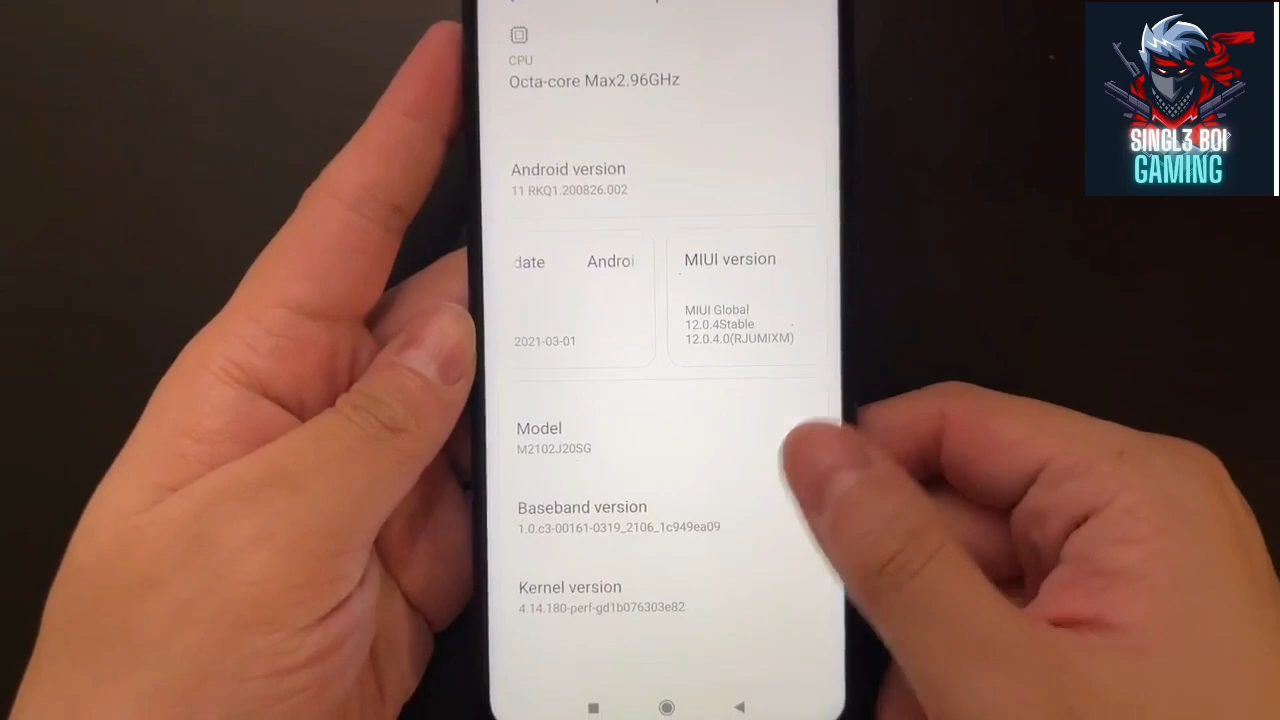 CPU
Octa-core Max2.96GHz
Android version
11 RKQ1.200826.002
date
Androi
2021-03-01
MIUI version
MIUI Global
12.0.4Stable
12.0.4.0(RJUMIXM)
Model
M2102J20SG
Baseband version
1.0.c3-00161-0319_2106_1c949ea09
Kernel version
4.14.180-perf-gd1b076303e82
SINGL3 BOI
GAMING